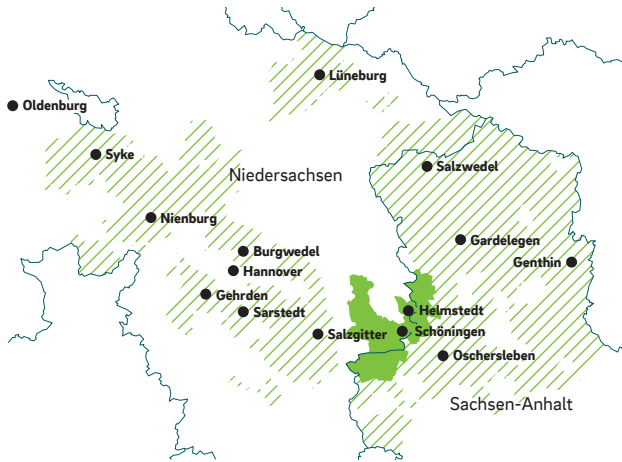 Lüneburg
Oldenburg
Syke
Salzwedel
Niedersachsen
Nienburg
Gardelegen
Burgwedel
Genthin
Hannover
Gehrden
Helmstedt
Sarstedt
Schöningen
Salzgitter
Oschersleben
Sachsen-Anhalt